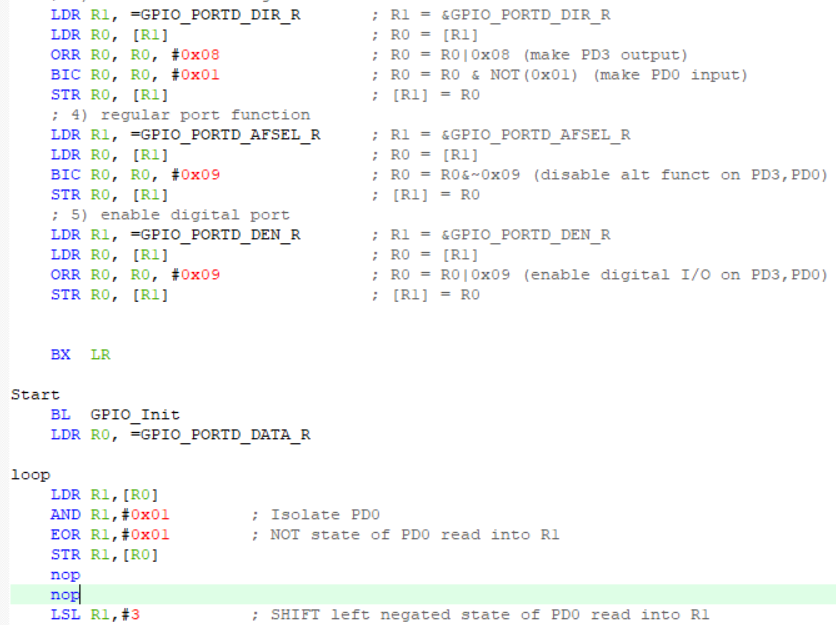 LDR R1, =GPIO_PORTD_DIR_R ; R1 = &GPIO_PORTD_DIR_R
LDR R0, [R1] ; R0 = [R1]
ORR R0, R0, #0x08 ; R0 = R0|0x08 (make PD3 output)
BIC R0, R0, #0x01 ; R0 = R0 & NOT(0x01) (make PD0 input)
STR R0, [R1] ; [R1] = R0
; 4) regular port function
LDR R1, =GPIO_PORTD_AFSEL_R ; R1 = &GPIO_PORTD_AFSEL_R
LDR R0, [R1] ; R0 = [R1]
BIC R0, R0, #0x09 ; R0 = R0&~0x09 (disable alt funct on PD3,PD0)
STR R0, [R1] ; [R1] = R0
; 5) enable digital port
LDR R1, =GPIO_PORTD_DEN_R ; R1 = &GPIO_PORTD_DEN_R
LDR R0, [R1] ; R0 = [R1]
ORR R0, R0, #0x09 ; R0 = R0|0x09 (enable digital I/O on PD3,PD0)
STR R0, [R1] ; [R1] = R0
BX LR
Start
BL GPIO_Init
LDR R0, =GPIO_PORTD_DATA_R
loop
LDR R1,[R0]
AND R1,#0x01 ; Isolate PD0
EOR R1,#0x01 ; NOT state of PD0 read into R1
STR R1,[R0]
nop
nop
LSL R1,#3 ; SHIFT left negated state of PD0 read into R1